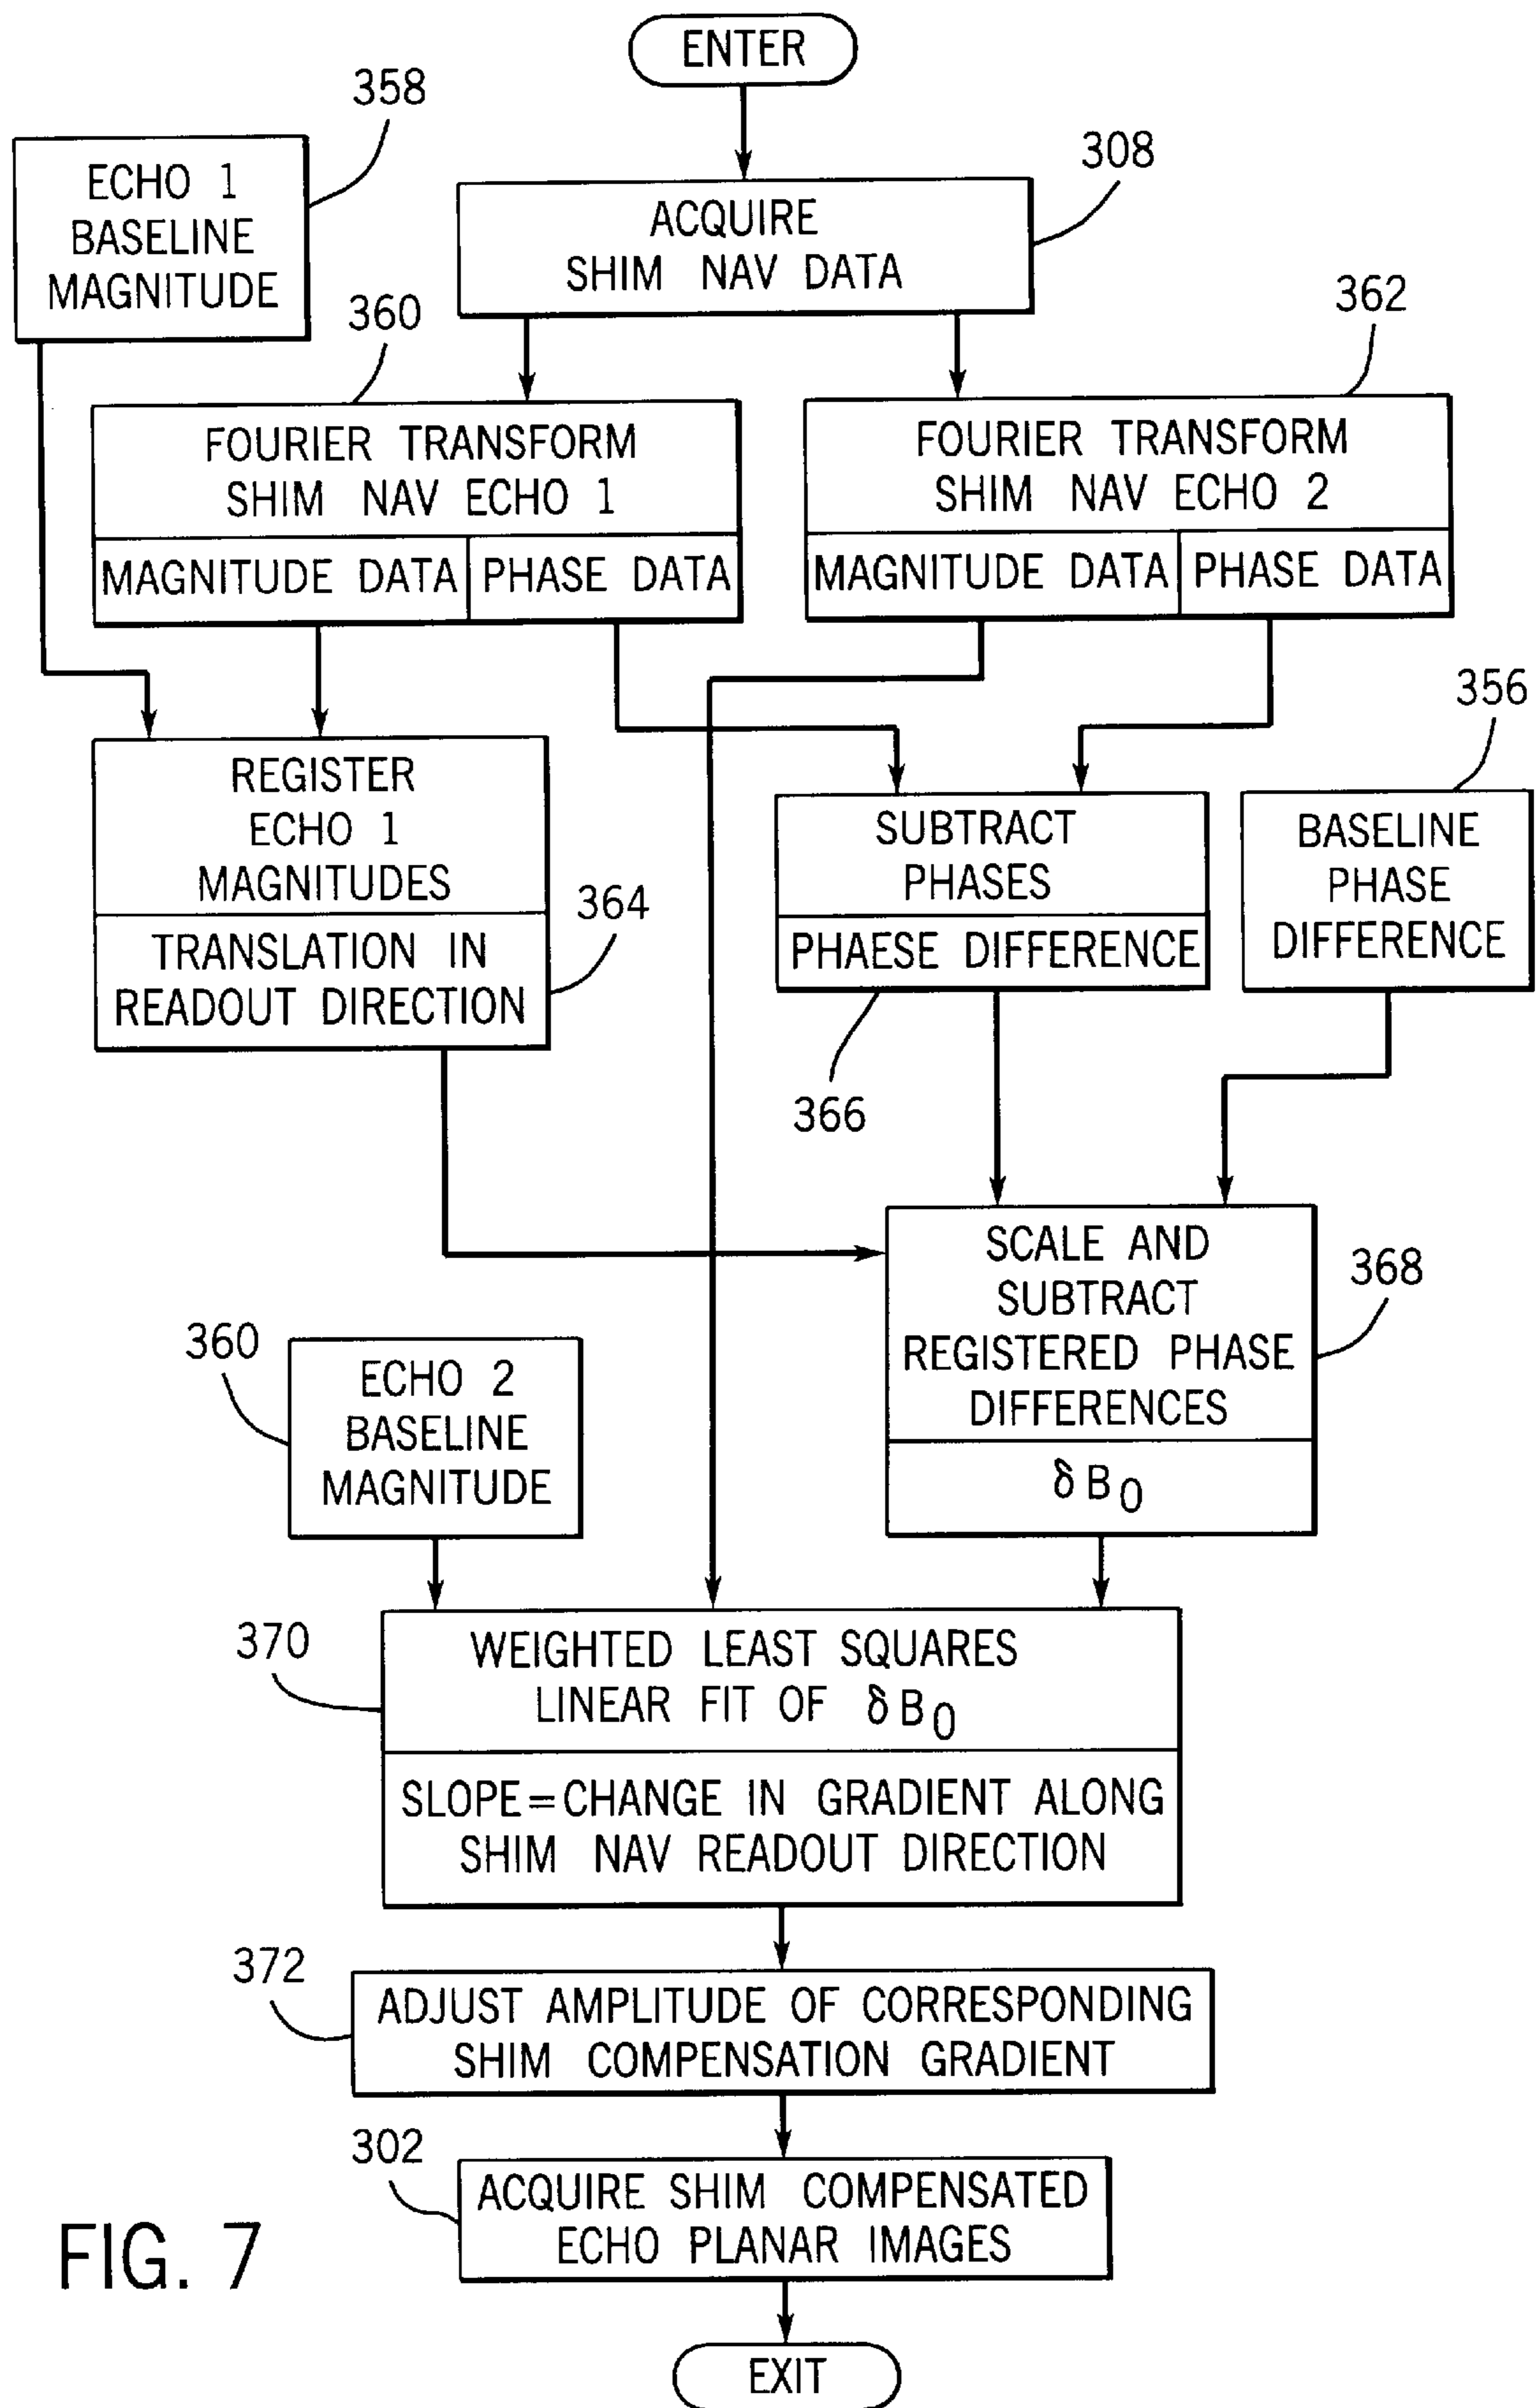 ENTER
358
ECHO 1
BASELINE
MAGNITUDE
308
ACQUIRE
SHIM NAV DATA
360
362
FOURIER TRANSFORM
SHIM NAV ECHO 1
MAGNITUDE DATA
PHASE DATA
FOURIER TRANSFORM
SHIM NAV ECHO 2
MAGNITUDE DATA
PHASE DATA
356
REGISTER
ECHO 1
MAGNITUDES
TRANSLATION IN
READOUT DIRECTION
364
SUBTRACT
PHASES
PHAESE DIFFERENCE
366
BASELINE
PHASE
DIFFERENCE
SCALE AND
SUBTRACT
REGISTERED PHASE
DIFFERENCES
δ B0
368
360
ECHO 2
BASELINE
MAGNITUDE
370
WEIGHTED LEAST SQUARES
LINEAR FIT OF δ B0
SLOPE=CHANGE IN GRADIENT ALONG
SHIM NAV READOUT DIRECTION
372
ADJUST AMPLITUDE OF CORRESPONDING
SHIM COMPENSATION GRADIENT
302
ACQUIRE SHIM COMPENSATED
ECHO PLANAR IMAGES
FIG. 7
EXIT